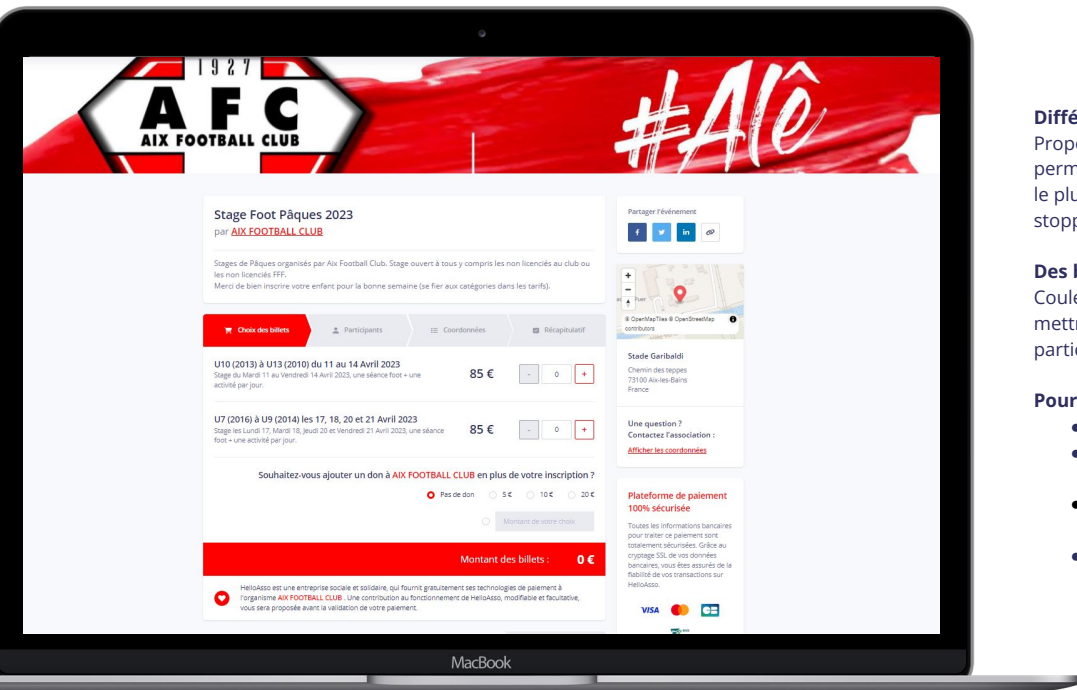 1927
AFC
AIX FOOTBALL CLUB
#Alê
Stage Foot Pâques 2023
par AIX FOOTBALL CLUB
Stages de Pâques organisés par Aix Football Club. Stage ouvert à tous y compris les non licenciés au club ou
les non licenciés FFF.
Merci de bien inscrire votre enfant pour la bonne semaine (se fier aux catégories dans les tarifs).
Choix des billets
Participants
Coordonnées
Récapitulatif
U10 (2013) à U13 (2010) du 11 au 14 Avril 2023
Stage du Mardi 11 au Vendredi 14 Avril 2023, une séance foot + une
activité par jour.
85 €
- 0 +
U7 (2016) à U9 (2014) les 17, 18, 20 et 21 Avril 2023
Stage les Lundi 17, Mardi 18, Jeudi 20 et Vendredi 21 Avril 2023, une séance
foot + une activité par jour.
85 €
- 0 +
Souhaitez-vous ajouter un don à AIX FOOTBALL CLUB en plus de votre inscription ?
Pas de don 5 € 10 € 20 €
Montant de votre choix
Montant des billets : 0 €
HelloAsso est une entreprise sociale et solidaire, qui fournit gratuitement ses technologies de paiement à
l'organisme AIX FOOTBALL CLUB . Une contribution au fonctionnement de HelloAsso, modifiable et facultative,
vous sera proposée avant la validation de votre paiement.
Partager l'événement
f
in
+
-
© OpenMapTiles © OpenStreetMap
contributors
Stade Garibaldi
Chemin des teppes
73100 Aix-les-Bains
France
Une question ?
Contactez l'association :
Afficher les coordonnées
Plateforme de paiement
100% sécurisée
Toutes les informations bancaires
pour traiter ce paiement sont
totalement sécurisées. Grâce au
cryptage SSL de vos données
bancaires, vous êtes assurés de la
fiabilité de vos transactions sur
HelloAsso.
VISA
CB
MacBook
Diffé
Prop
perm
le plu
stopp
Des b
Coule
mettr
partic
Pour